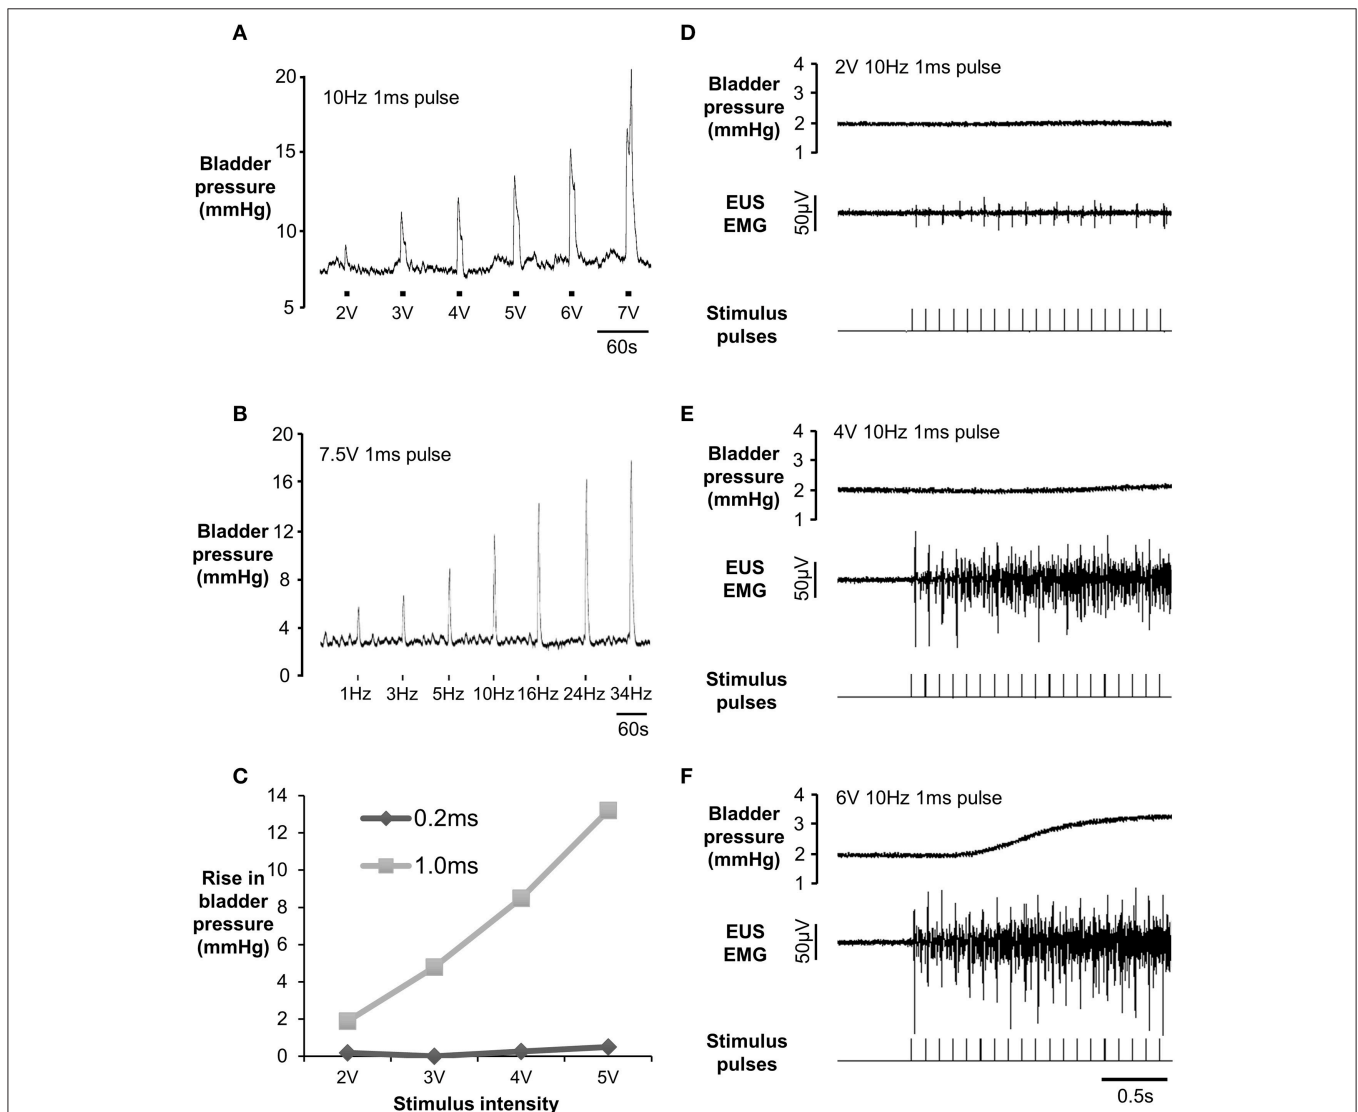 A
10Hz 1ms pulse
20
15
10
5
Bladder
pressure
(mmHg)
2V 3V 4V 5V 6V 7V
60s
B
7.5V 1ms pulse
20
16
12
8
4
0
Bladder
pressure
(mmHg)
1Hz 3Hz 5Hz 10Hz 16Hz 24Hz 34Hz
60s
C
14
12
10
8
6
4
2
0
Rise in
bladder
pressure
(mmHg)
0.2ms
1.0ms
2V 3V 4V 5V
Stimulus intensity
D
2V 10Hz 1ms pulse
Bladder
pressure
(mmHg)
4
3
2
1
EUS
EMG
50µV
Stimulus
pulses
E
4V 10Hz 1ms pulse
Bladder
pressure
(mmHg)
4
3
2
1
EUS
EMG
50µV
Stimulus
pulses
F
6V 10Hz 1ms pulse
Bladder
pressure
(mmHg)
4
3
2
1
EUS
EMG
50µV
Stimulus
pulses
0.5s